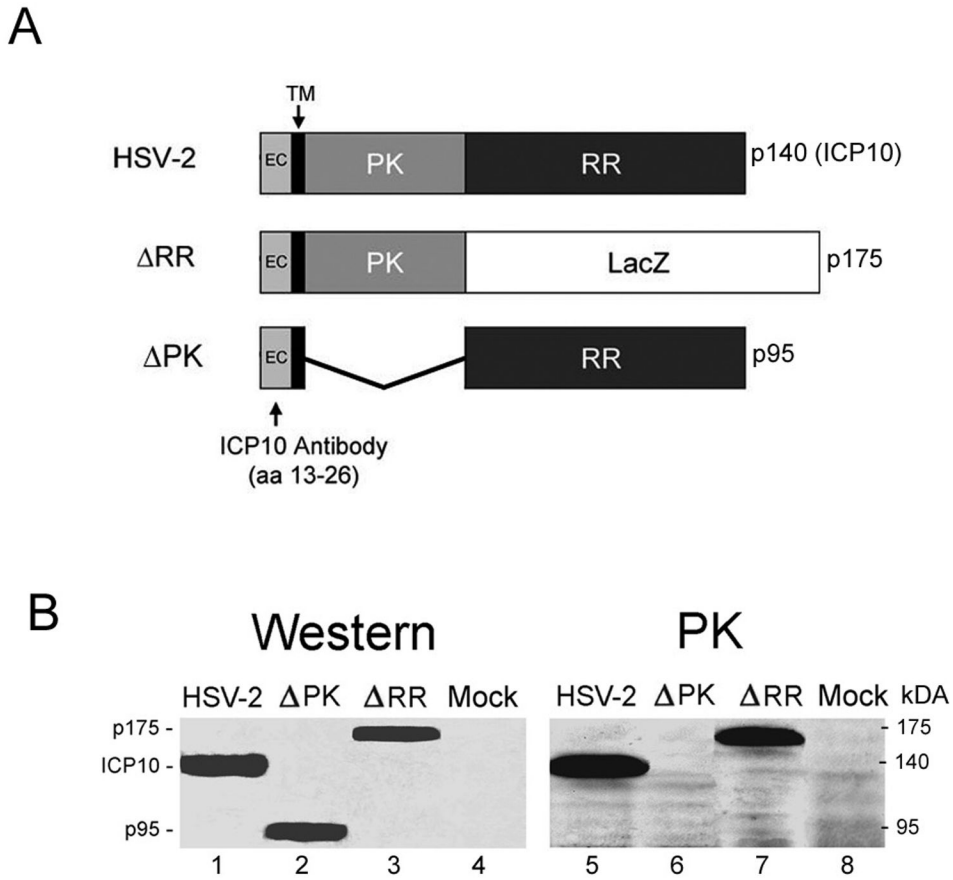 A
TM
HSV-2 EC PK RR p140 (ICP10)
ΔRR EC PK LacZ p175
ΔPK EC RR p95
ICP10 Antibody
(aa 13-26)
B
Western PK
HSV-2 ΔPK ΔRR Mock HSV-2 ΔPK ΔRR Mock kDA
p175 - - 175
ICP10 - - 140
p95 - - 95
1 2 3 4 5 6 7 8